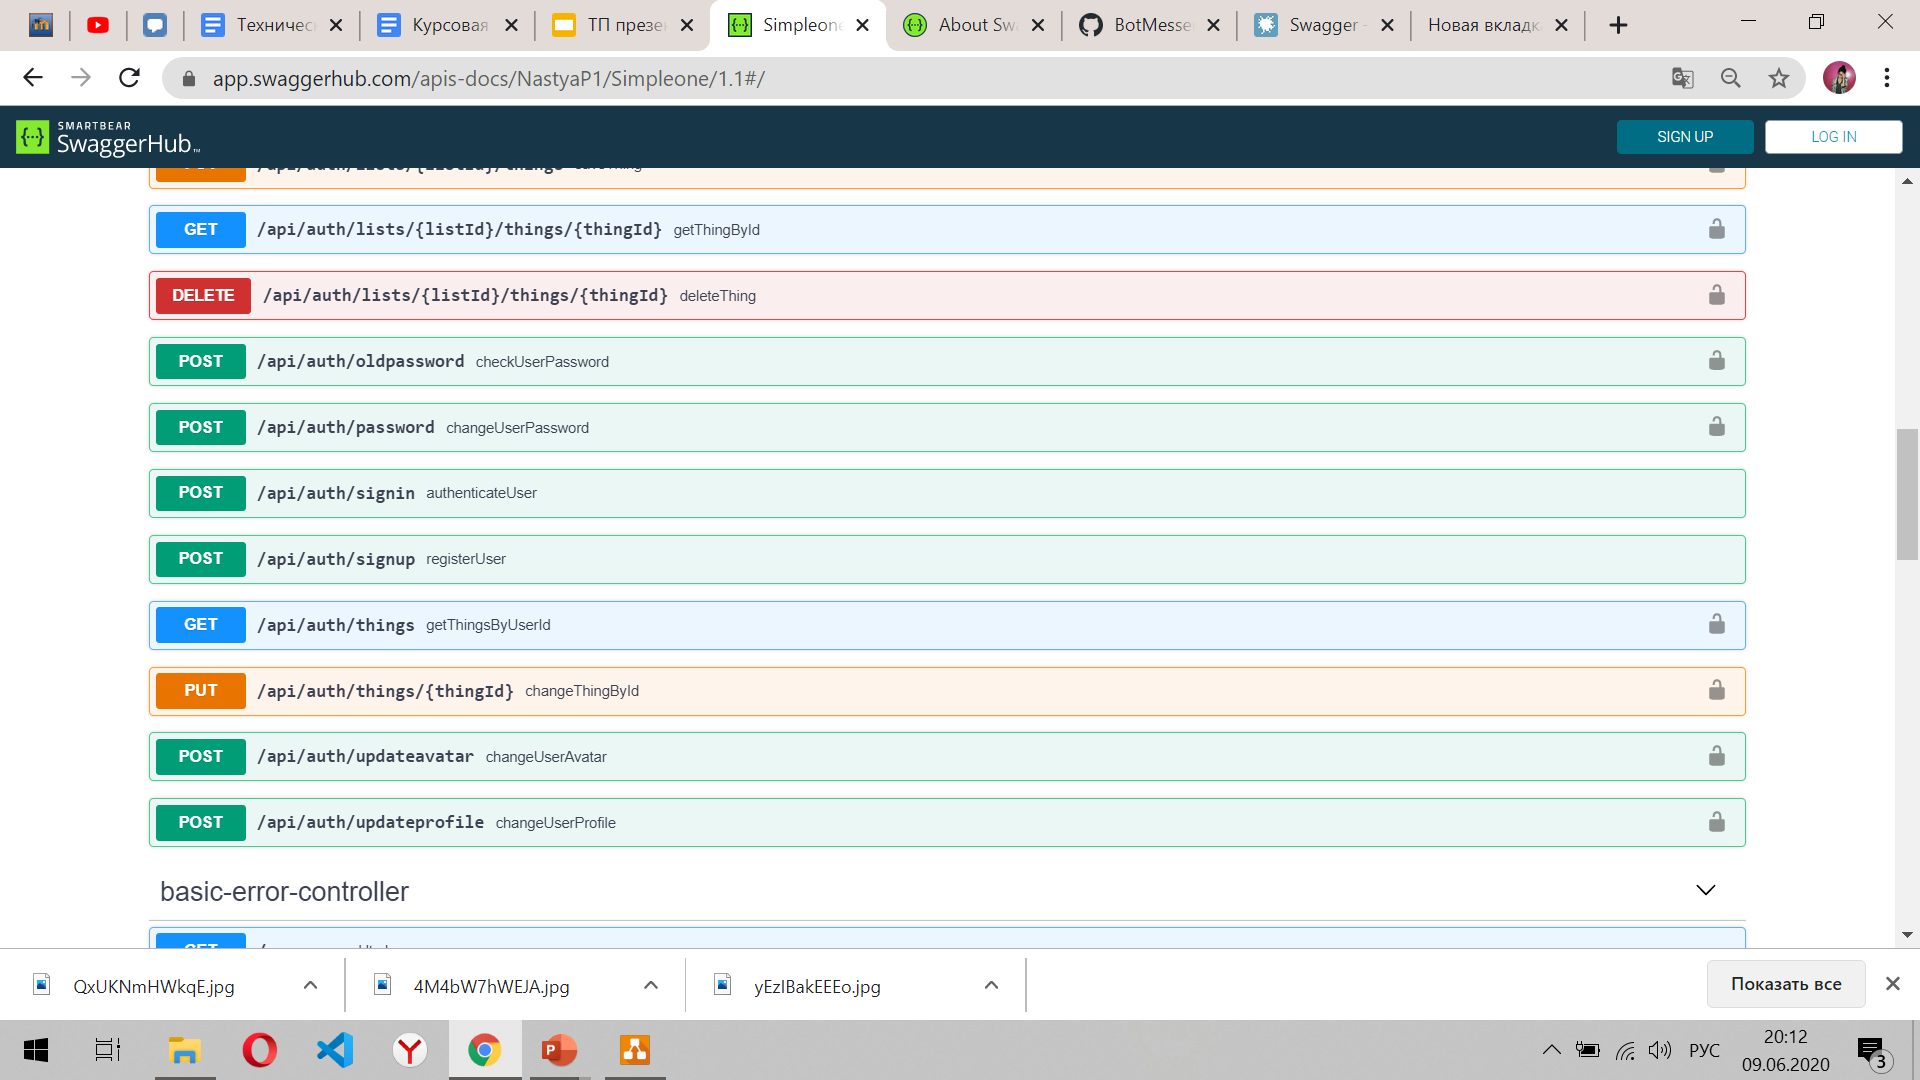 Техничес
Курсовая
ТП презе
Simpleone
About Swa
BotMesse
Swagger -
Новая вкладка
app.swaggerhub.com/apis-docs/NastyaP1/Simpleone/1.1#/
SMARTBEAR
SwaggerHub™
SIGN UP
LOG IN
GET /api/auth/lists/{listId}/things/{thingId} getThingById
DELETE /api/auth/lists/{listId}/things/{thingId} deleteThing
POST /api/auth/oldpassword checkUserPassword
POST /api/auth/password changeUserPassword
POST /api/auth/signin authenticateUser
POST /api/auth/signup registerUser
GET /api/auth/things getThingsByUserId
PUT /api/auth/things/{thingId} changeThingById
POST /api/auth/updateavatar changeUserAvatar
POST /api/auth/updateprofile changeUserProfile
basic-error-controller
GET
QxUKNmHWkqE.jpg
4M4bW7hWEJA.jpg
yEzIBakEEEo.jpg
Показать все
РУС
20:12
09.06.2020
3